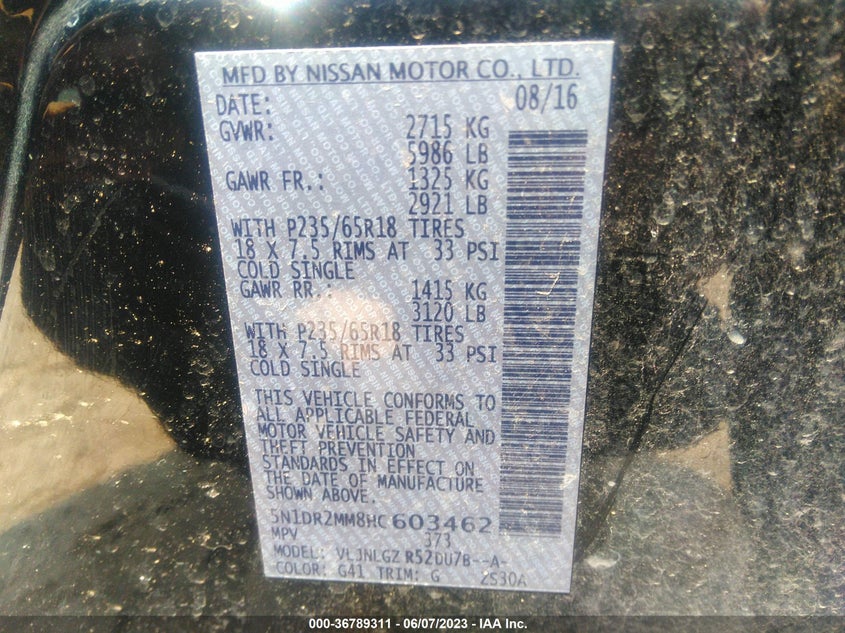 MFD BY NISSAN MOTOR CO., LTD.
DATE: 08/16
GVWR: 2715 KG
5986 LB
GAWR FR.: 1325 KG
2921 LB
WITH P235/65R18 TIRES
18 X 7.5 RIMS AT 33 PSI
COLD SINGLE
GAWR RR.: 1415 KG
3120 LB
WITH P235/65R18 TIRES
18 X 7.5 RIMS AT 33 PSI
COLD SINGLE
THIS VEHICLE CONFORMS TO
ALL APPLICABLE FEDERAL
MOTOR VEHICLE SAFETY AND
THEFT PREVENTION
STANDARDS IN EFFECT ON
THE DATE OF MANUFACTURE
SHOWN ABOVE.
5N1DR2MM8HC603462
MPV 373
MODEL: VLJNLGZ R52DU7B--A-
COLOR: G41 TRIM: G 2S30A
000-36789311 - 06/07/2023 - IAA Inc.